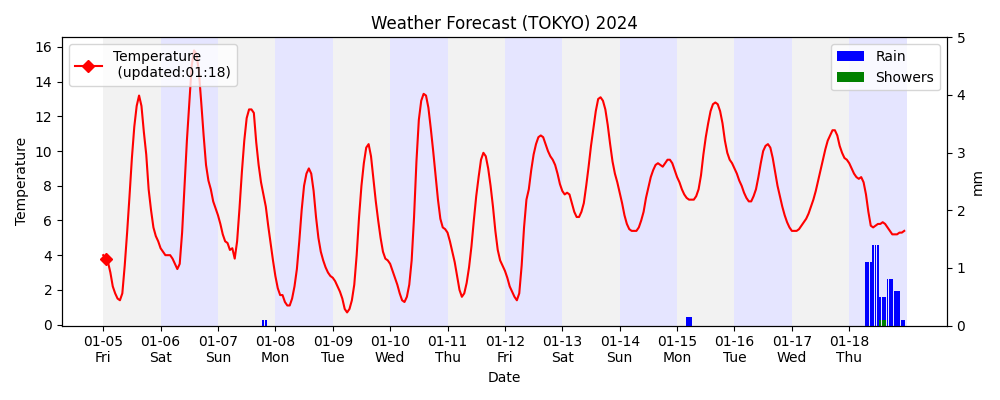 Weather Forecast (TOKYO) 2024
Temperature
(updated:01:18)
Rain
Showers
Temperature
16
14
12
10
8
6
4
2
0
5
4
3
2
1
0
mm
01-05 01-06 01-07 01-08 01-09 01-10 01-11 01-12 01-13 01-14 01-15 01-16 01-17 01-18
Fri Sat Sun Mon Tue Wed Thu Fri Sat Sun Mon Tue Wed Thu
Date